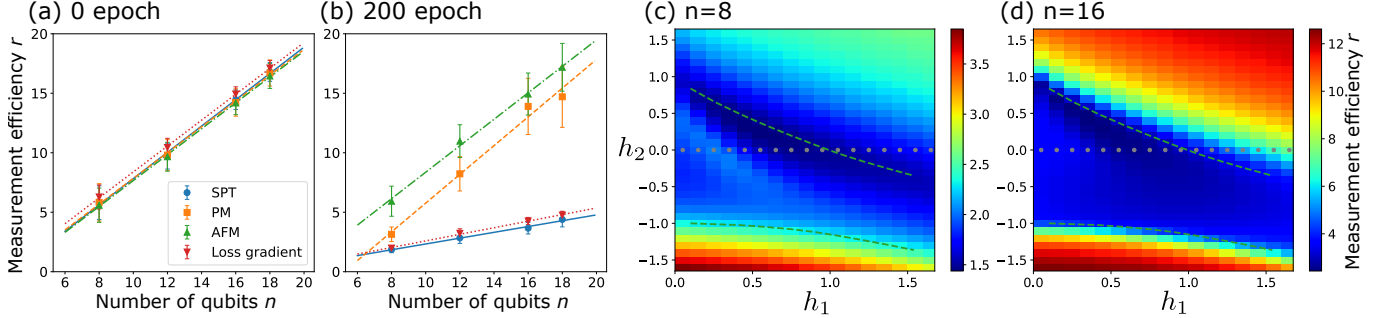 (a) 0 epoch
Measurement efficiency r
20
15
10
5
0
6 8 10 12 14 16 18 20
Number of qubits n
SPT
PM
AFM
Loss gradient
(b) 200 epoch
20
15
10
5
0
6 8 10 12 14 16 18 20
Number of qubits n
(c) n=8
h2
1.5
1.0
0.5
0.0
−0.5
−1.0
−1.5
0.0 0.5 1.0 1.5
h1
3.5
3.0
2.5
2.0
1.5
(d) n=16
1.5
1.0
0.5
0.0
−0.5
−1.0
−1.5
0.0 0.5 1.0 1.5
h1
12
10
8
6
4
Measurement efficiency r